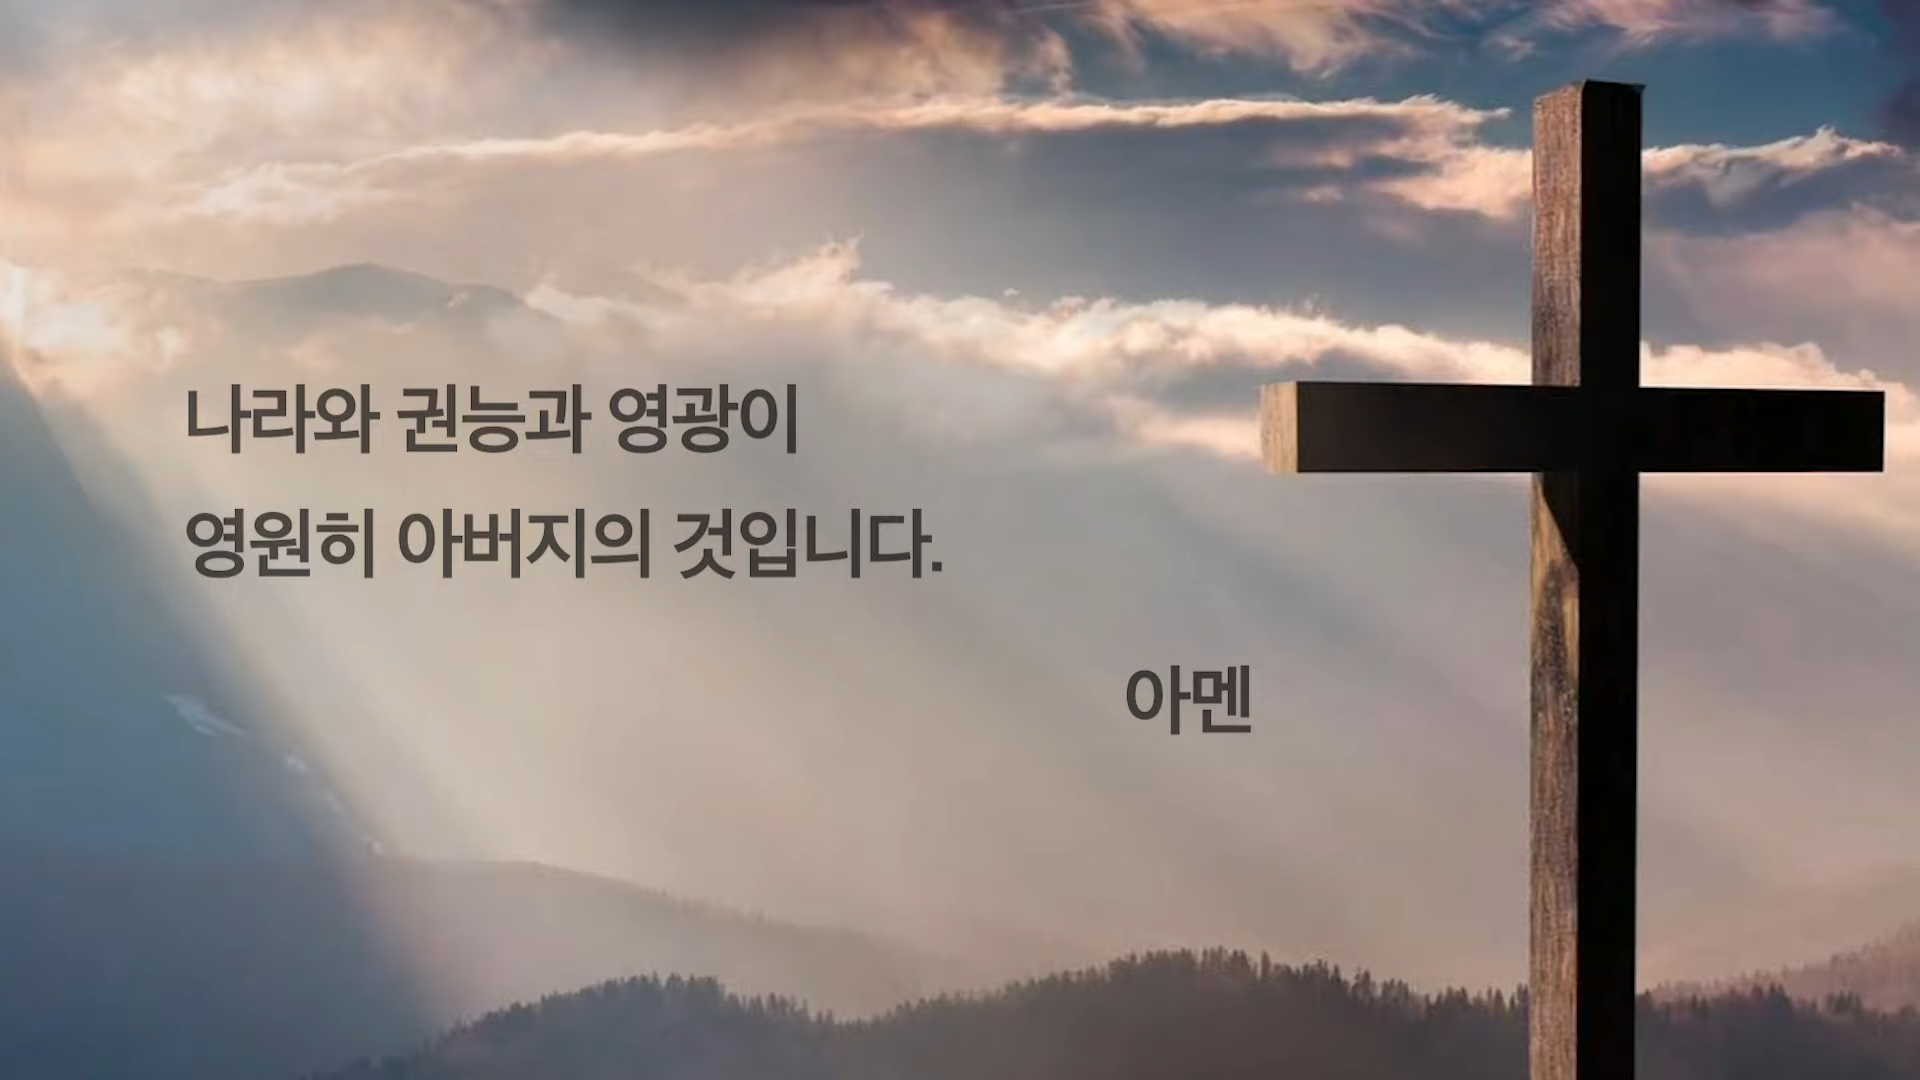 나라와 권능과 영광이
영원히 아버지의 것입니다.
아멘